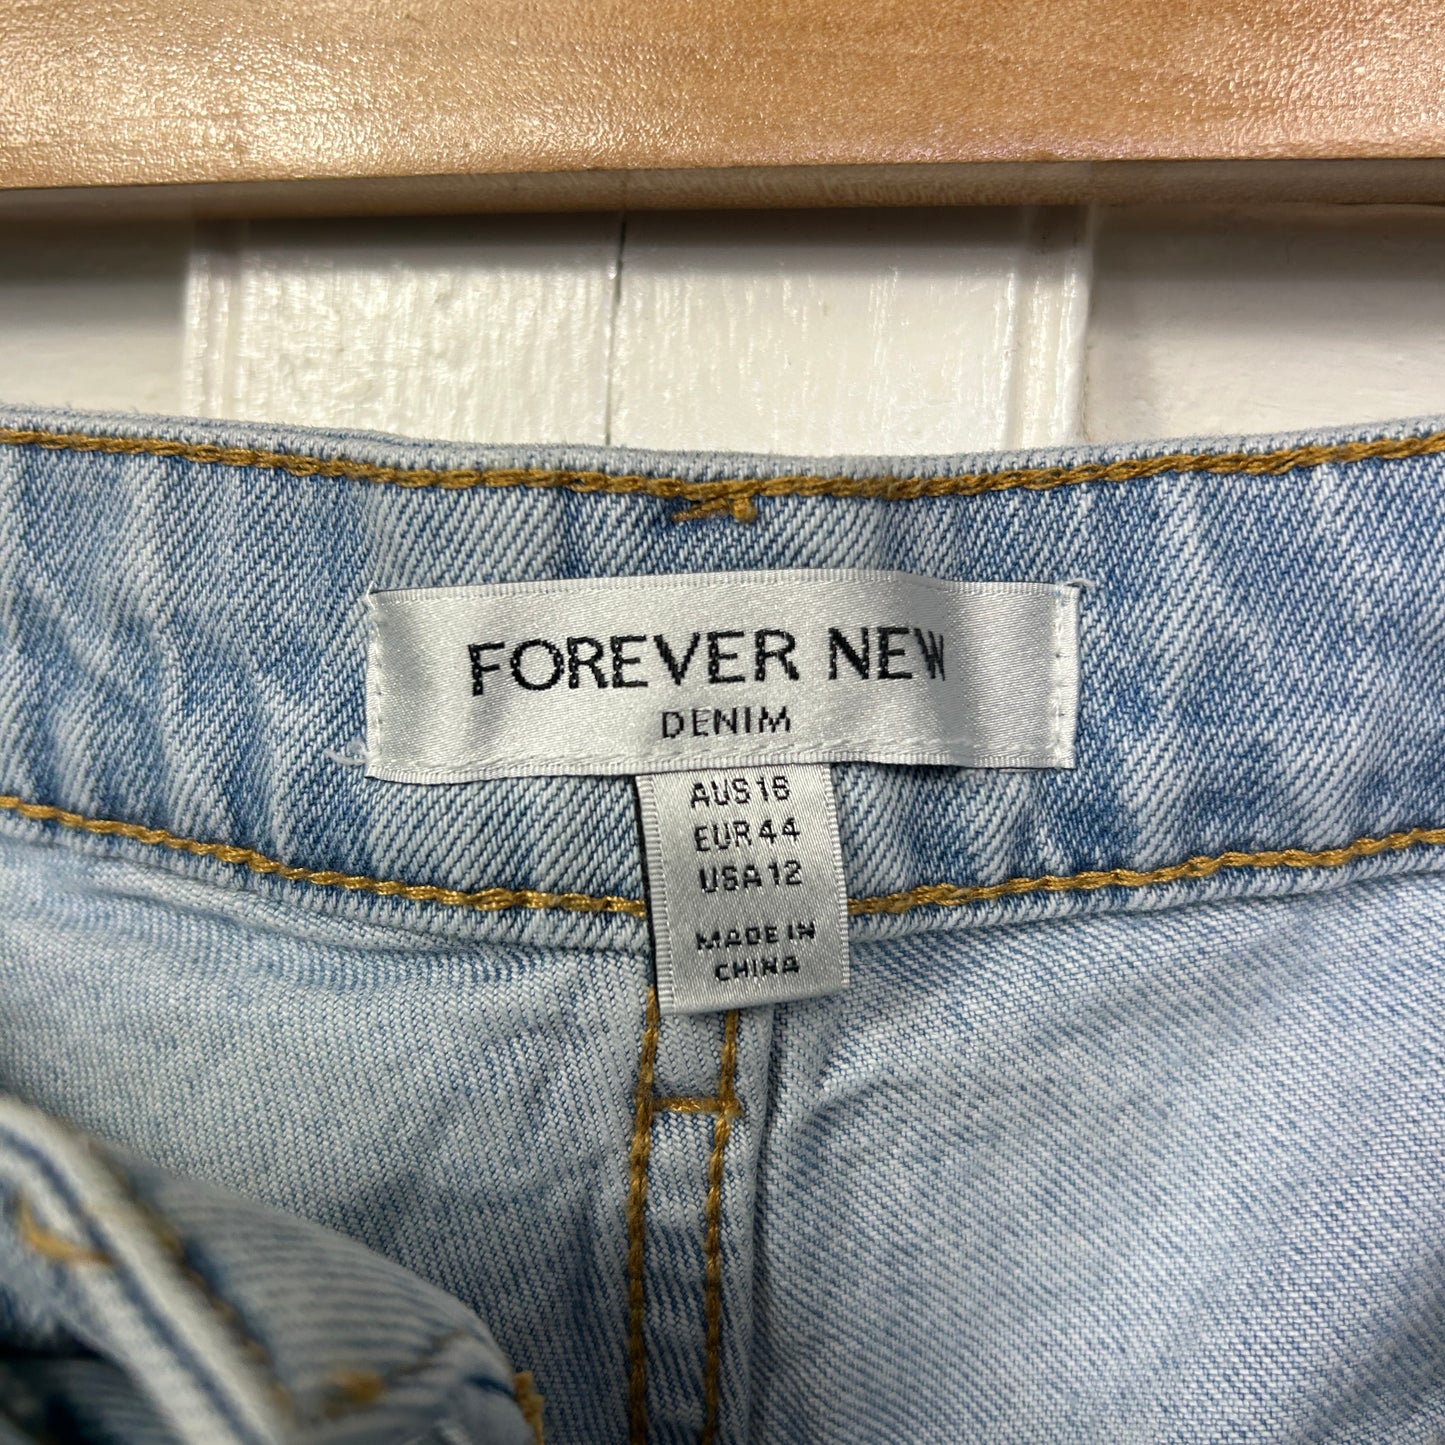 FOREVER NEW
DENIM
AUS 16
EUR 44
USA 12
MADE IN
CHINA